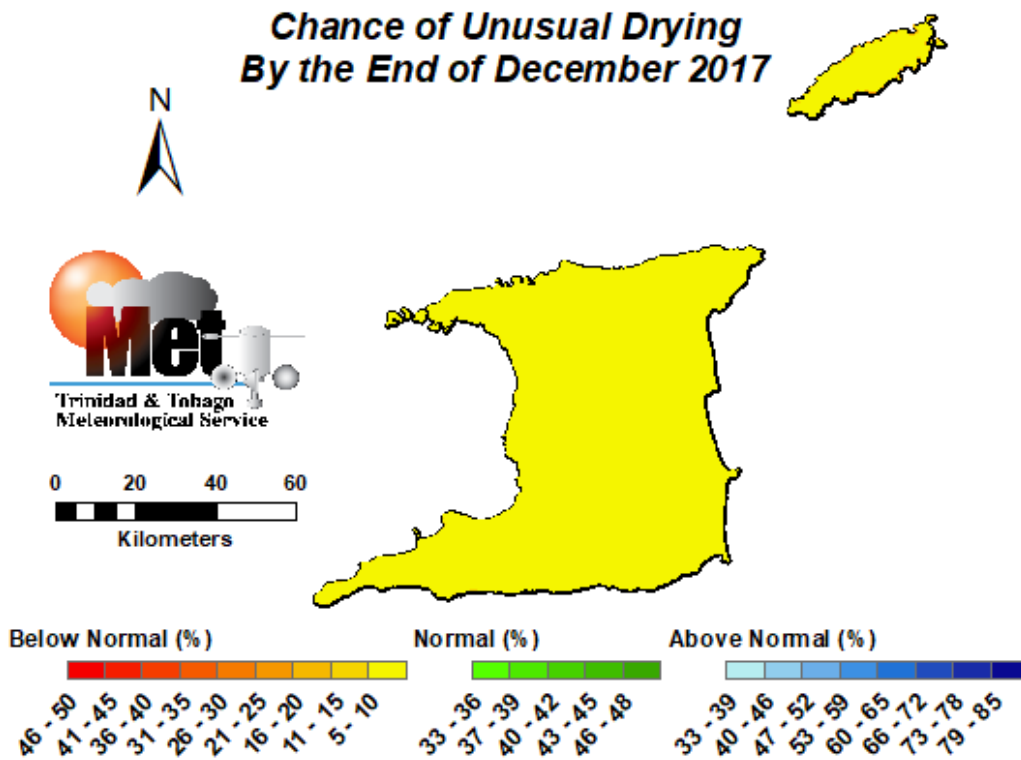 Chance of Unusual Drying
By the End of December 2017
N
Met
Trinidad & Tobago
Meteorological Service
0 20 40 60
Kilometers
Below Normal (%) Normal (%) Above Normal (%)
46 - 50 41 - 45 36 - 40 31 - 35 26 - 30 21 - 25 16 - 20 11 - 15 5 - 10 33 - 36 37 - 39 40 - 42 43 - 45 46 - 48 33 - 39 40 - 46 47 - 52 53 - 59 60 - 65 66 - 72 73 - 78 79 - 85